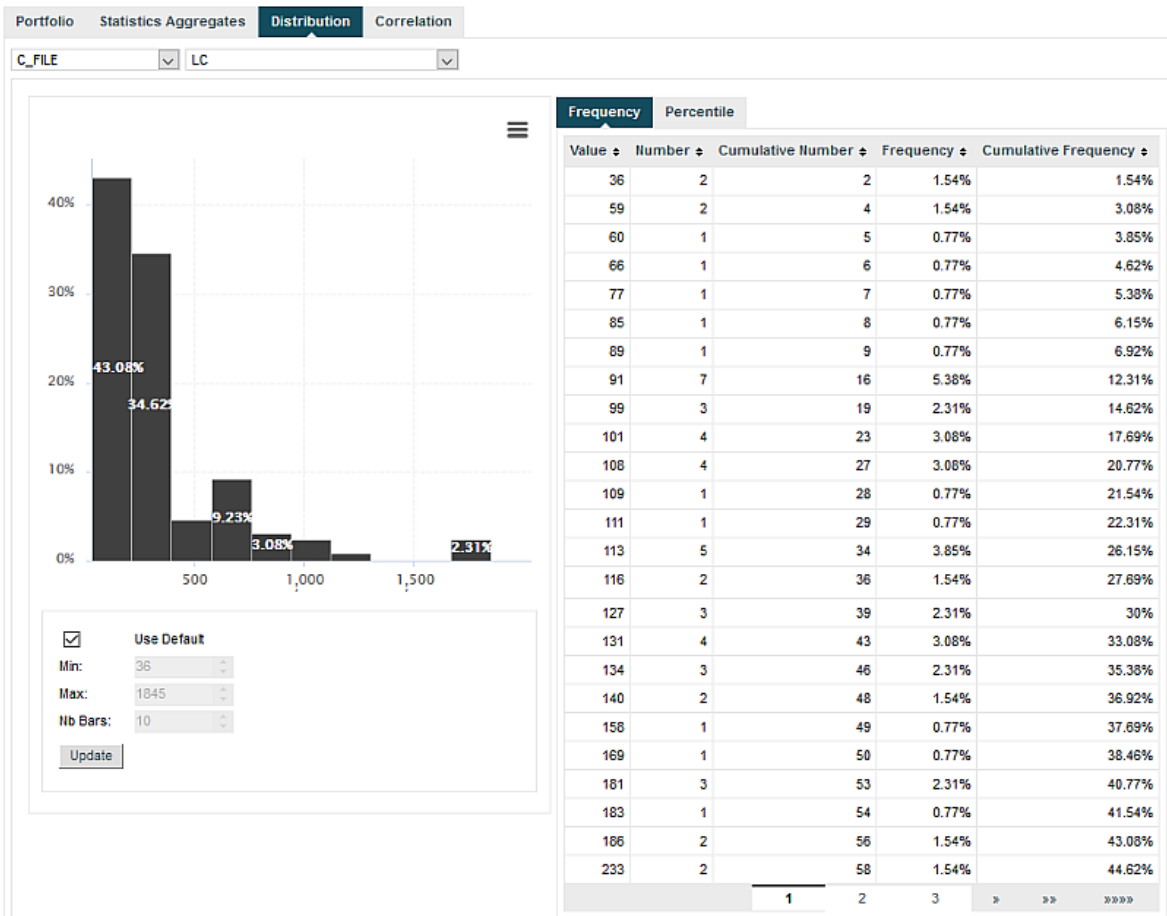 Portfolio Statistics Aggregates Distribution Correlation
C_FILE LC
40%
30%
20%
10%
0%
43.08%
34.62%
9.23%
3.08%
2.31%
500 1,000 1,500
Use Default
Min: 36
Max: 1845
Nb Bars: 10
Update
Frequency Percentile
Value Number Cumulative Number Frequency Cumulative Frequency
36 2 2 1.54% 1.54%
59 2 4 1.54% 3.08%
60 1 5 0.77% 3.85%
66 1 6 0.77% 4.62%
77 1 7 0.77% 5.38%
85 1 8 0.77% 6.15%
89 1 9 0.77% 6.92%
91 7 16 5.38% 12.31%
99 3 19 2.31% 14.62%
101 4 23 3.08% 17.69%
108 4 27 3.08% 20.77%
109 1 28 0.77% 21.54%
111 1 29 0.77% 22.31%
113 5 34 3.85% 26.15%
116 2 36 1.54% 27.69%
127 3 39 2.31% 30%
131 4 43 3.08% 33.08%
134 3 46 2.31% 35.38%
140 2 48 1.54% 36.92%
158 1 49 0.77% 37.69%
169 1 50 0.77% 38.46%
181 3 53 2.31% 40.77%
183 1 54 0.77% 41.54%
186 2 56 1.54% 43.08%
233 2 58 1.54% 44.62%
1 2 3 » »» »»»»